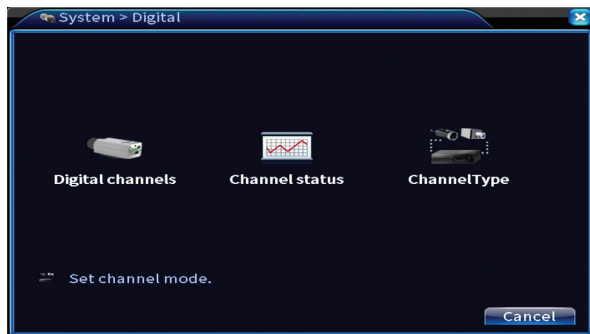 System > Digital
Digital channels
Channel status
ChannelType
Set channel mode.
Cancel